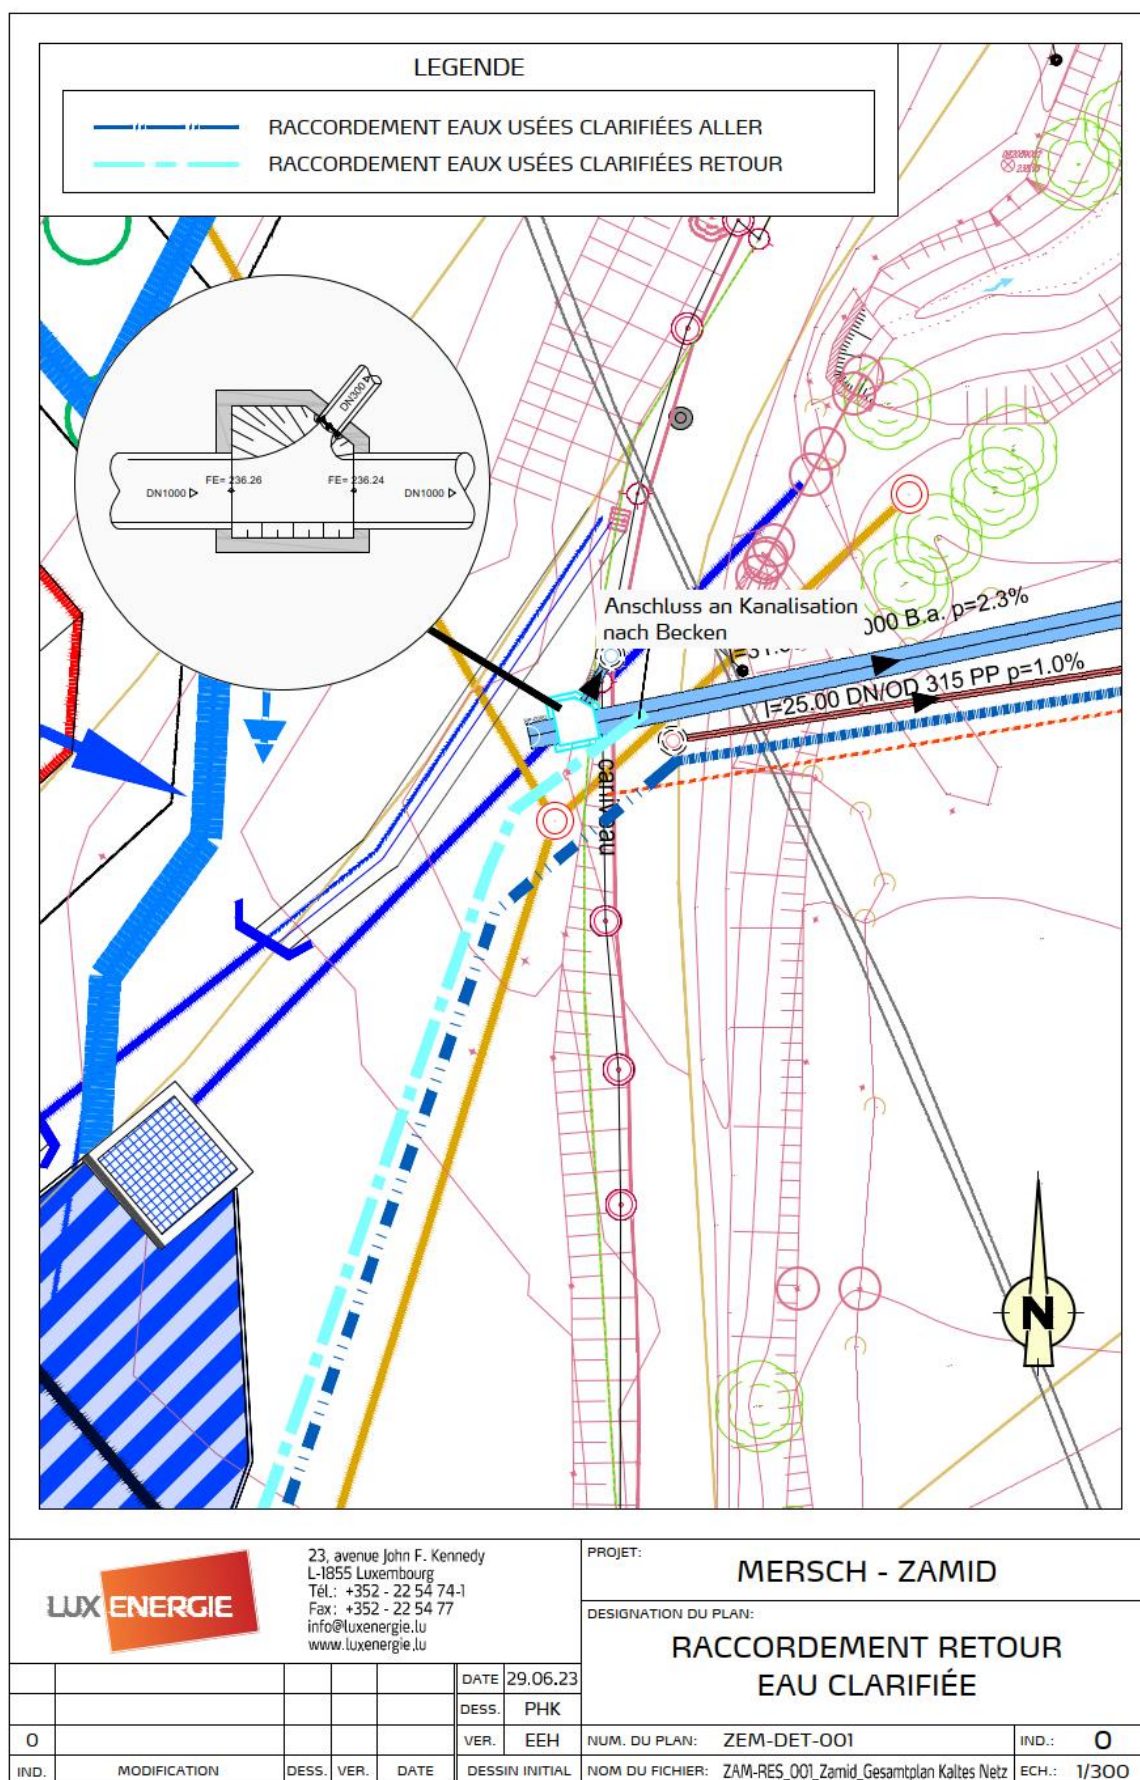 LEGENDE
RACCORDEMENT EAUX USÉES CLARIFIÉES ALLER
RACCORDEMENT EAUX USÉES CLARIFIÉES RETOUR
DN300
FE= 236.26
FE= 236.24
DN1000
DN1000
Anschluss an Kanalisation
nach Becken
000 B.a. p=2.3%
l=25.00 DN/OD 315 PP p=1.0%
caniveau
N
LUXENERGIE
23, avenue John F. Kennedy
L-1855 Luxembourg
Tél.: +352 - 22 54 74-1
Fax: +352 - 22 54 77
info@luxenergie.lu
www.luxenergie.lu
PROJET:
MERSCH - ZAMID
DESIGNATION DU PLAN:
RACCORDEMENT RETOUR
EAU CLARIFIÉE
DATE 29.06.23
DESS. PHK
0 VER. EEH NUM. DU PLAN: ZEM-DET-001 IND.: 0
IND. MODIFICATION DESS. VER. DATE DESSIN INITIAL NOM DU FICHIER: ZAM-RES_001_Zamid_Gesamtplan Kaltes Netz ECH.: 1/300